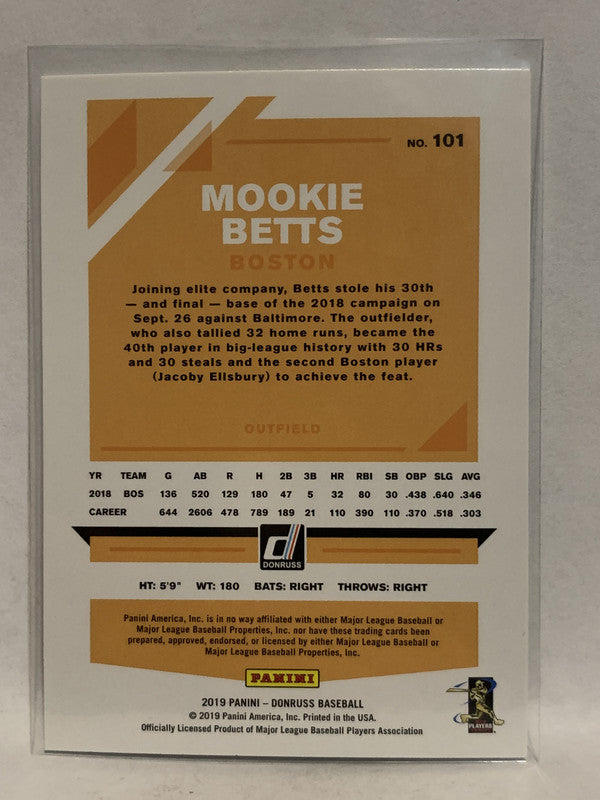 NO. 101
MOOKIE
BETTS
BOSTON
Joining elite company, Betts stole his 30th
— and final — base of the 2018 campaign on
Sept. 26 against Baltimore. The outfielder,
who also tallied 32 home runs, became the
40th player in big-league history with 30 HRs
and 30 steals and the second Boston player
(Jacoby Ellsbury) to achieve the feat.
OUTFIELD
YR TEAM G AB R H 2B 3B HR RBI SB OBP SLG AVG
2018 BOS 136 520 129 180 47 5 32 80 30 .438 .640 .346
CAREER 644 2606 478 789 189 21 110 390 110 .370 .518 .303
d
DONRUSS
HT: 5'9" WT: 180 BATS: RIGHT THROWS: RIGHT
Panini America, Inc. is in no way affiliated with either Major League Baseball or
Major League Baseball Properties, Inc. nor have these trading cards been
prepared, approved, endorsed, or licensed by either Major League Baseball or
Major League Baseball Properties, Inc.
PANINI
2019 PANINI – DONRUSS BASEBALL
© 2019 Panini America, Inc. Printed in the USA.
Officially Licensed Product of Major League Baseball Players Association
PLAYERS